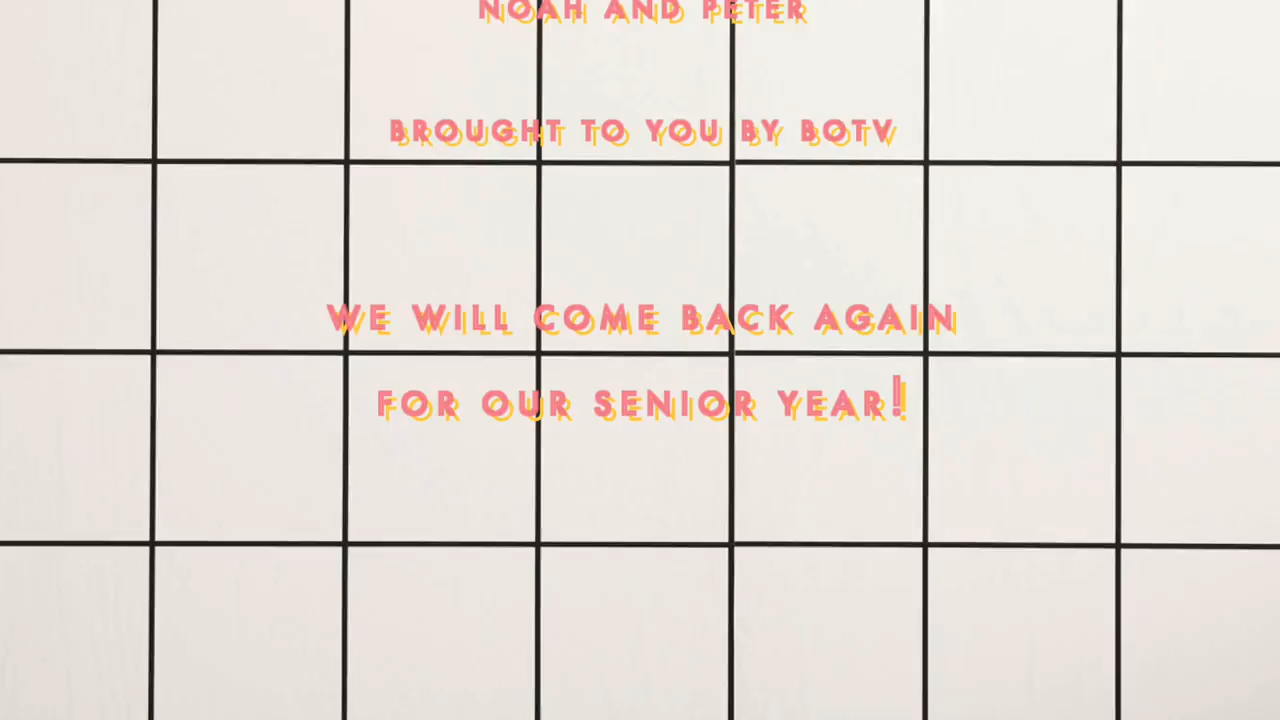 NOAH AND PETER
BROUGHT TO YOU BY BOTV
WE WILL COME BACK AGAIN
FOR OUR SENIOR YEAR!